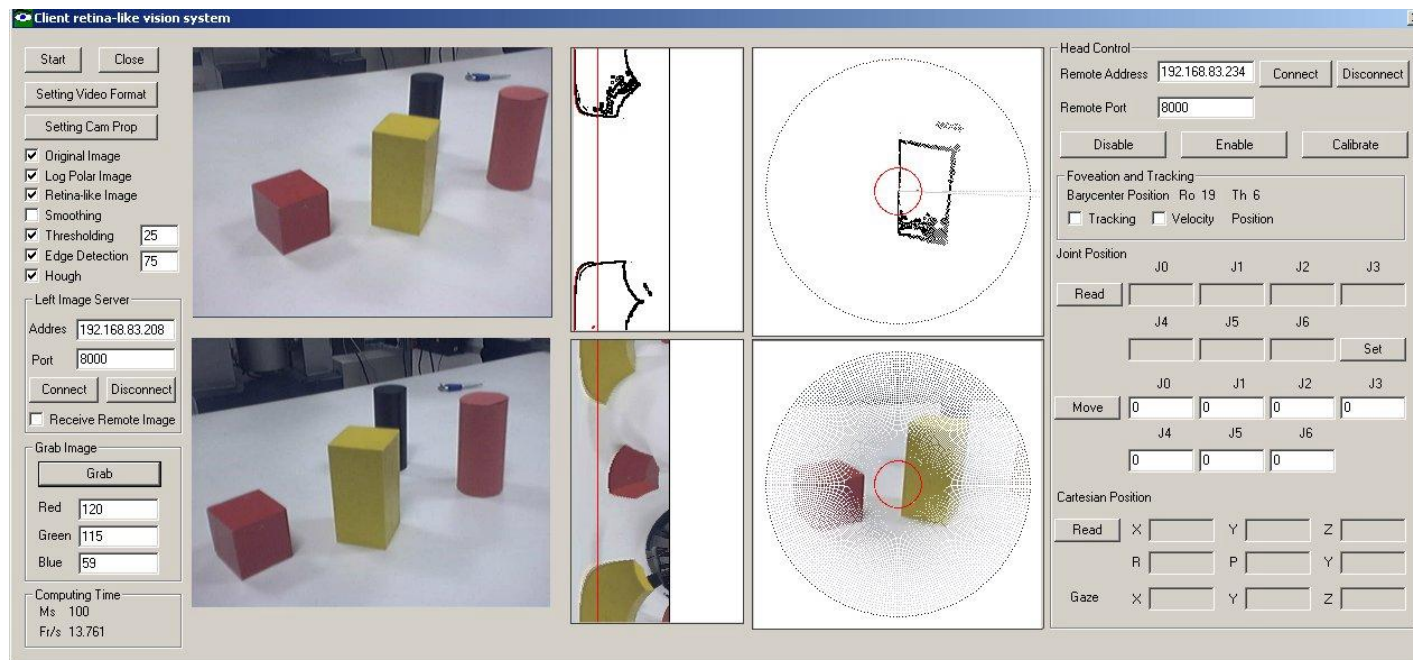 Client retina-like vision system
Start Close
Setting Video Format
Setting Cam Prop
Original Image
Log Polar Image
Retina-like Image
Smoothing
Thresholding 25
Edge Detection 75
Hough
Left Image Server
Addres 192.168.83.208
Port 8000
Connect Disconnect
Receive Remote Image
Grab Image
Grab
Red 120
Green 115
Blue 59
Computing Time
Ms 100
Fr/s 13.761
Head Control
Remote Address 192.168.83.234 Connect Disconnect
Remote Port 8000
Disable Enable Calibrate
Foveation and Tracking
Barycenter Position Ro 19 Th 6
Tracking Velocity Position
Joint Position
J0 J1 J2 J3
Read
J4 J5 J6
Set
J0 J1 J2 J3
Move 0 0 0 0
J4 J5 J6
0 0 0
Cartesian Position
Read X Y Z
R P Y
Gaze X Y Z